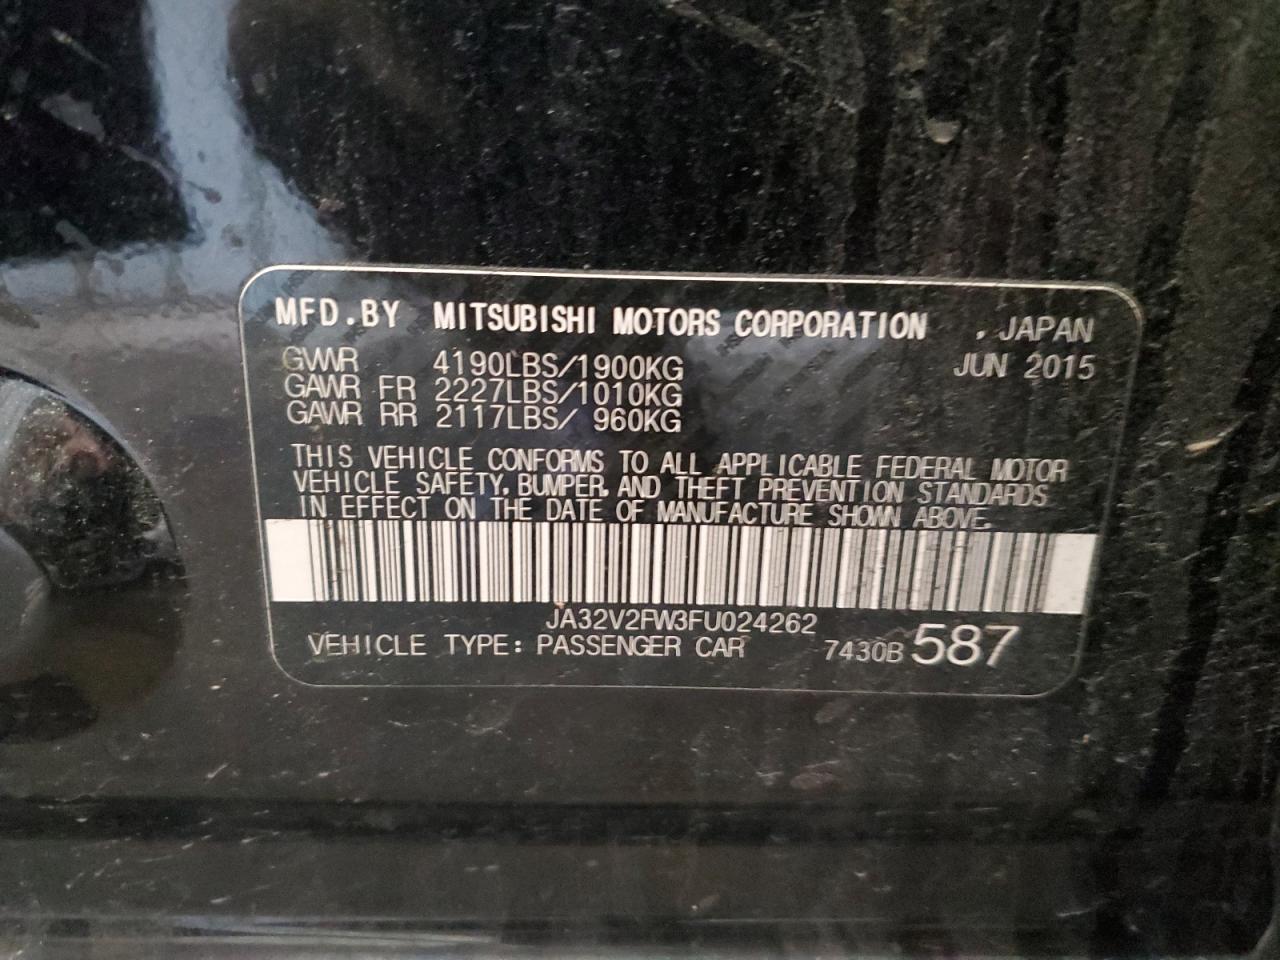 MFD.BY MITSUBISHI MOTORS CORPORATION . JAPAN
GVWR 4190LBS/1900KG JUN 2015
GAWR FR 2227LBS/1010KG
GAWR RR 2117LBS/ 960KG
THIS VEHICLE CONFORMS TO ALL APPLICABLE FEDERAL MOTOR
VEHICLE SAFETY, BUMPER, AND THEFT PREVENTION STANDARDS
IN EFFECT ON THE DATE OF MANUFACTURE SHOWN ABOVE.
JA32V2FW3FU024262
VEHICLE TYPE: PASSENGER CAR 7430B 587